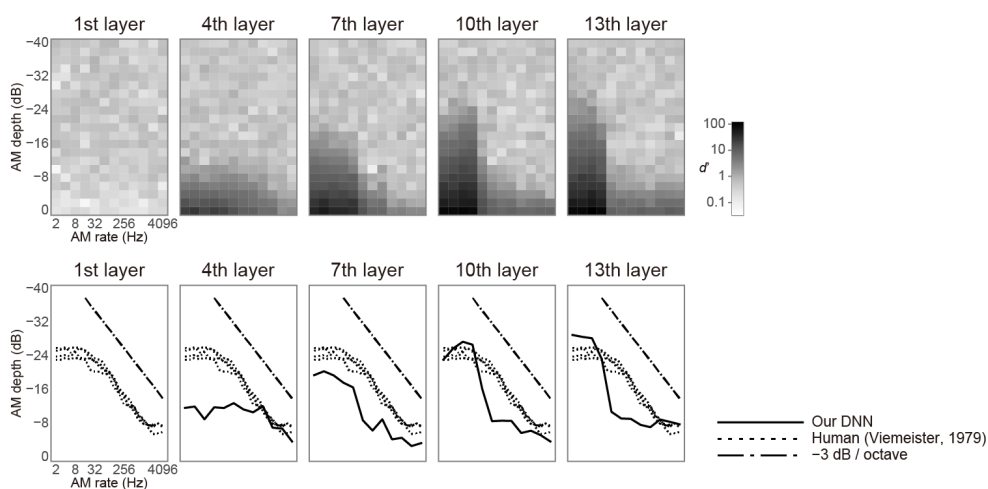 1st layer 4th layer 7th layer 10th layer 13th layer
AM depth (dB)
−40
−32
−24
−16
−8
0
2 8 32 256 4096
AM rate (Hz)
d'
100
10
1
0.1
1st layer 4th layer 7th layer 10th layer 13th layer
AM depth (dB)
−40
−32
−24
−16
−8
0
2 8 32 256 4096
AM rate (Hz)
Our DNN
Human (Viemeister, 1979)
−3 dB / octave